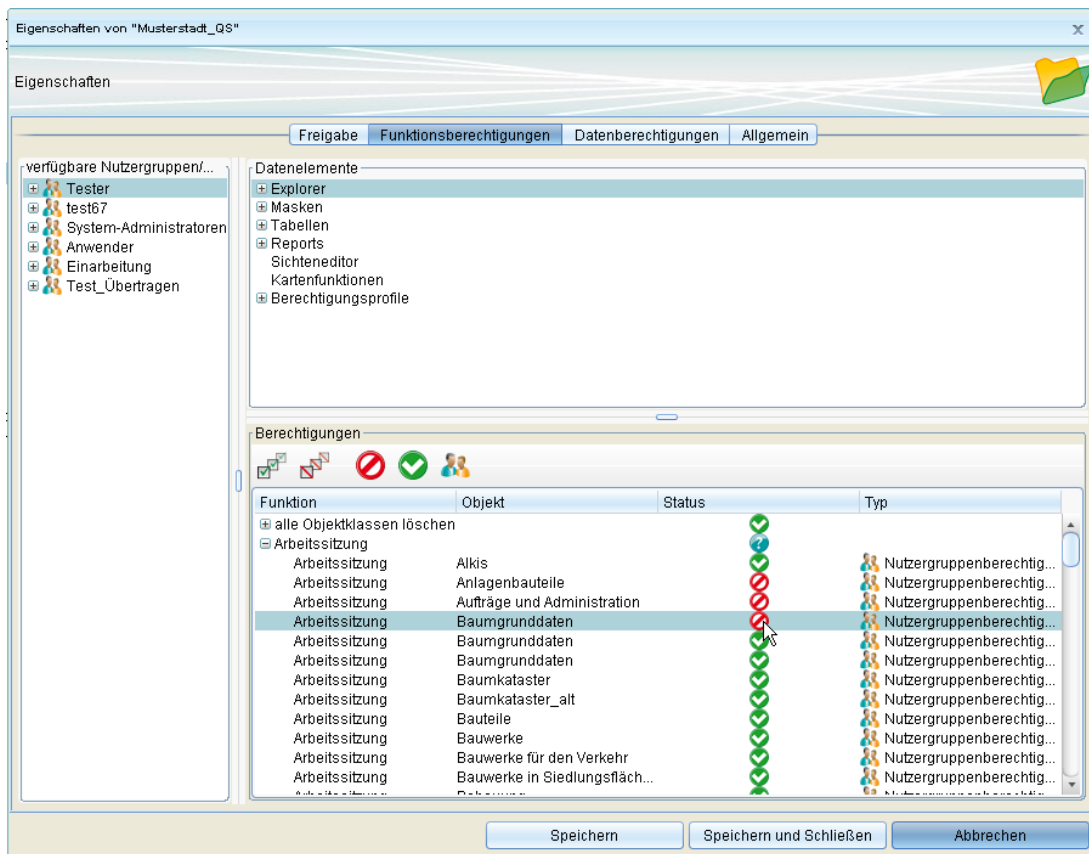 Eigenschaften von "Musterstadt_QS"
x
Eigenschaften
Freigabe Funktionsberechtigungen Datenberechtigungen Allgemein
verfügbare Nutzergruppen/...
Tester
test67
System-Administratoren
Anwender
Einarbeitung
Test_Übertragen
Datenelemente
Explorer
Masken
Tabellen
Reports
Sichteneditor
Kartenfunktionen
Berechtigungsprofile
Berechtigungen
Funktion Objekt Status Typ
alle Objektklassen löschen
Arbeitssitzung
Arbeitssitzung Alkis Nutzergruppenberechtig...
Arbeitssitzung Anlagenbauteile Nutzergruppenberechtig...
Arbeitssitzung Aufträge und Administration Nutzergruppenberechtig...
Arbeitssitzung Baumgrunddaten Nutzergruppenberechtig...
Arbeitssitzung Baumgrunddaten Nutzergruppenberechtig...
Arbeitssitzung Baumgrunddaten Nutzergruppenberechtig...
Arbeitssitzung Baumkataster Nutzergruppenberechtig...
Arbeitssitzung Baumkataster_alt Nutzergruppenberechtig...
Arbeitssitzung Bauteile Nutzergruppenberechtig...
Arbeitssitzung Bauwerke Nutzergruppenberechtig...
Arbeitssitzung Bauwerke für den Verkehr Nutzergruppenberechtig...
Arbeitssitzung Bauwerke in Siedlungsfläch... Nutzergruppenberechtig...
Speichern Speichern und Schließen Abbrechen